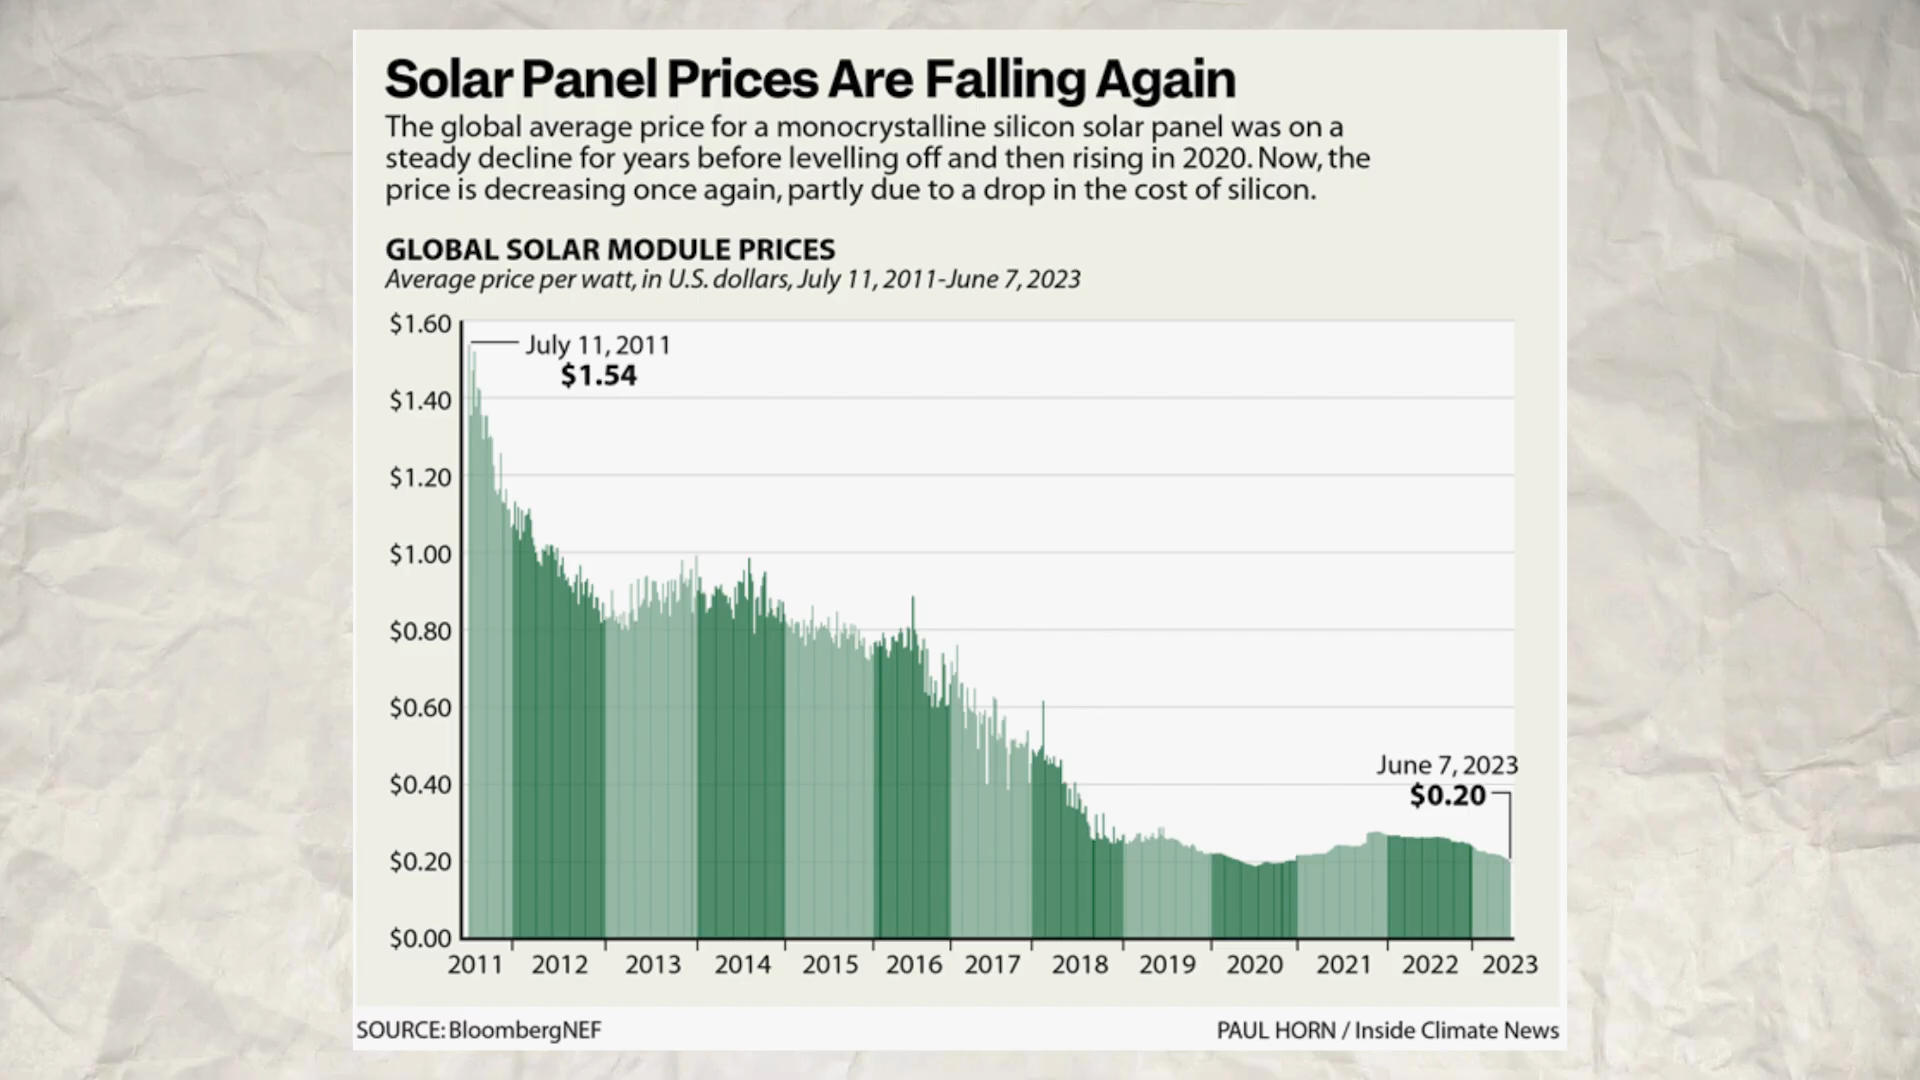 Solar Panel Prices Are Falling Again
The global average price for a monocrystalline silicon solar panel was on a
steady decline for years before levelling off and then rising in 2020. Now, the
price is decreasing once again, partly due to a drop in the cost of silicon.
GLOBAL SOLAR MODULE PRICES
Average price per watt, in U.S. dollars, July 11, 2011-June 7, 2023
$1.60
July 11, 2011
$1.54
$1.40
$1.20
$1.00
$0.80
$0.60
June 7, 2023
$0.40
$0.20
$0.20
$0.00
2011 2012 2013 2014 2015 2016 2017 2018 2019 2020 2021 2022 2023
SOURCE: BloombergNEF
PAUL HORN / Inside Climate News